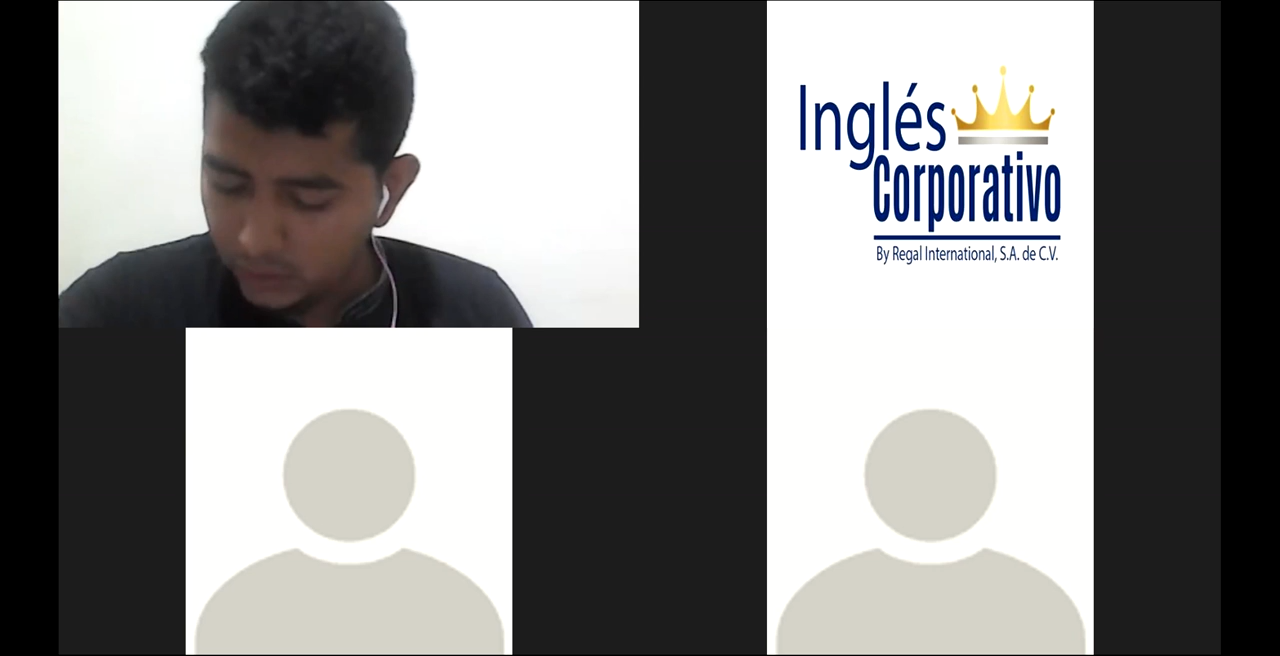 Inglés
Corporativo
By Regal International, S.A. de C.V.